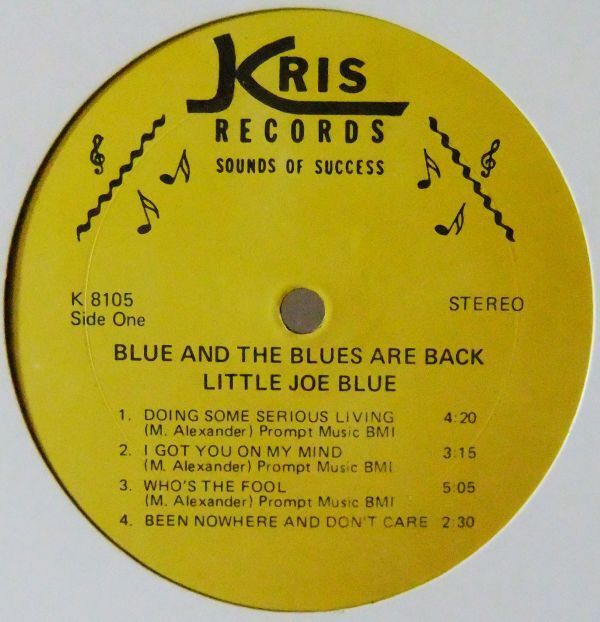 KRIS
RECORDS
SOUNDS OF SUCCESS
K 8105
Side One
STEREO
BLUE AND THE BLUES ARE BACK
LITTLE JOE BLUE
1. DOING SOME SERIOUS LIVING 4:20
(M. Alexander) Prompt Music BMI
2. I GOT YOU ON MY MIND 3:15
(M. Alexander) Prompt Music BMI
3. WHO'S THE FOOL 5:05
(M. Alexander) Prompt Music BMI
4. BEEN NOWHERE AND DON'T CARE 2:30